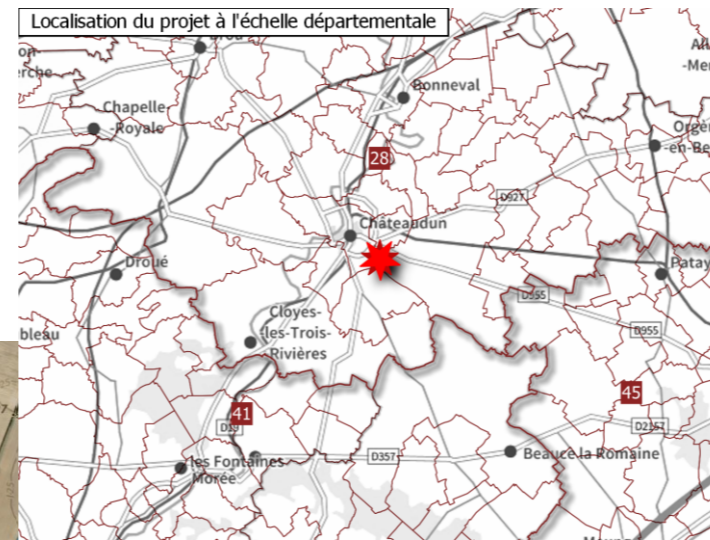 Localisation du projet à l'échelle départementale
Bonneval
Chapelle
-Royale
28
D927
Châteaudun
Droué
Patay
D955
D955
Cloyes-
-les-Trois-
Rivières
45
41
D2157
D357
Beauce la Romaine
les Fontaines
Morée